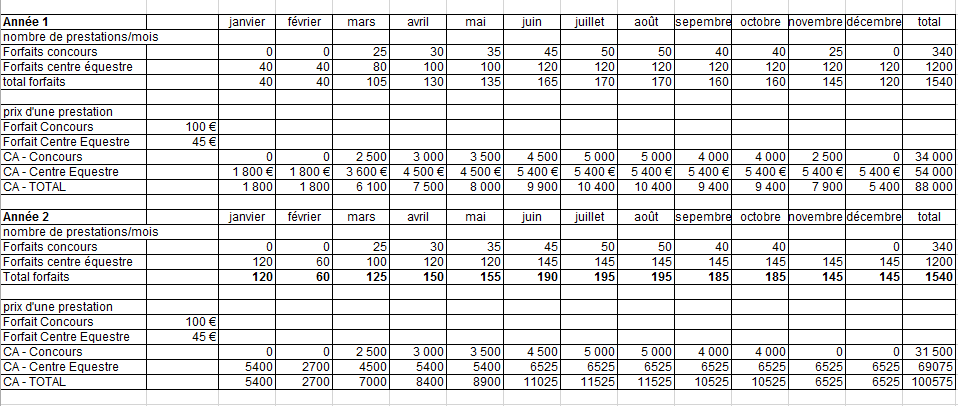 Année 1 janvier février mars avril mai juin juillet août sepembre octobre novembre décembre total
nombre de prestations/mois
Forfaits concours 0 0 25 30 35 45 50 50 40 40 25 0 340
Forfaits centre équestre 40 40 80 100 100 120 120 120 120 120 120 120 1200
total forfaits 40 40 105 130 135 165 170 170 160 160 145 120 1540
prix d'une prestation
Forfait Concours 100 €
Forfait Centre Equestre 45 €
CA - Concours 0 0 2 500 3 000 3 500 4 500 5 000 5 000 4 000 4 000 2 500 0 34 000
CA - Centre Equestre 1 800 € 1 800 € 3 600 € 4 500 € 4 500 € 5 400 € 5 400 € 5 400 € 5 400 € 5 400 € 5 400 € 5 400 € 54 000
CA - TOTAL 1 800 1 800 6 100 7 500 8 000 9 900 10 400 10 400 9 400 9 400 7 900 5 400 88 000
Année 2 janvier février mars avril mai juin juillet août sepembre octobre novembre décembre total
nombre de prestations/mois
Forfaits concours 0 0 25 30 35 45 50 50 40 40 0 340
Forfaits centre équestre 120 60 100 120 120 145 145 145 145 145 145 145 1200
Total forfaits 120 60 125 150 155 190 195 195 185 185 145 145 1540
prix d'une prestation
Forfait Concours 100 €
Forfait Centre Equestre 45 €
CA - Concours 0 0 2 500 3 000 3 500 4 500 5 000 5 000 4 000 4 000 0 0 31 500
CA - Centre Equestre 5400 2700 4500 5400 5400 6525 6525 6525 6525 6525 6525 6525 69075
CA - TOTAL 5400 2700 7000 8400 8900 11025 11525 11525 10525 10525 6525 6525 100575